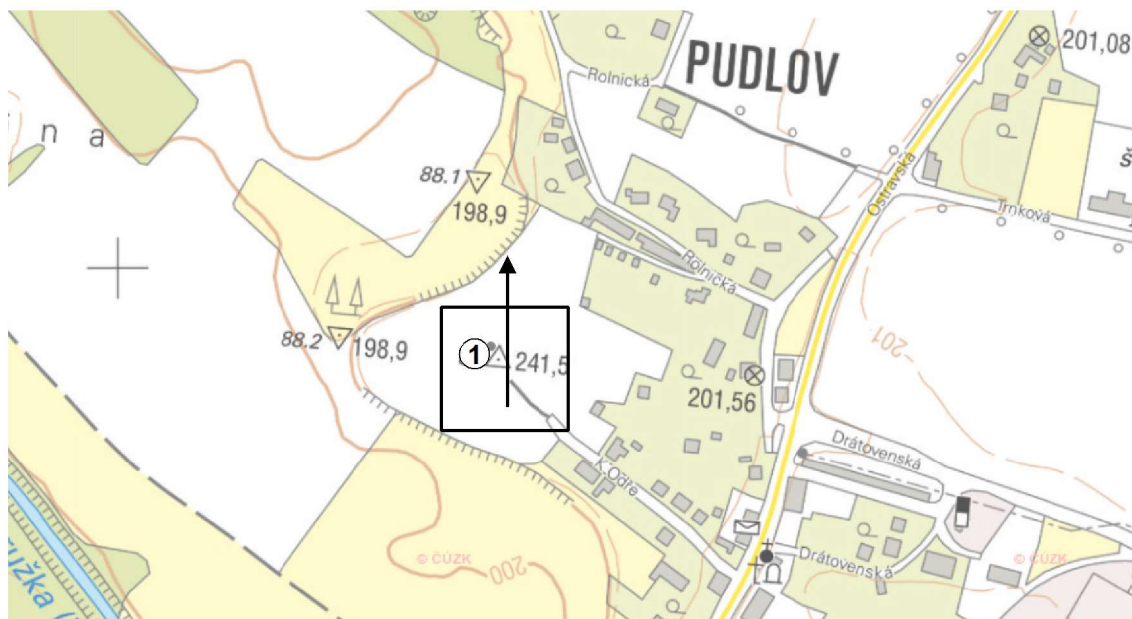 201,08
PUDLOV
Rolnická
n a
š
88.1
198,9
Ostravská
Trnková
Rolnická
88.2
198,9
1
241,5
201
201,56
Drátovenská
K Odře
© ČÚZK
200
© ČÚZK
Drátovenská